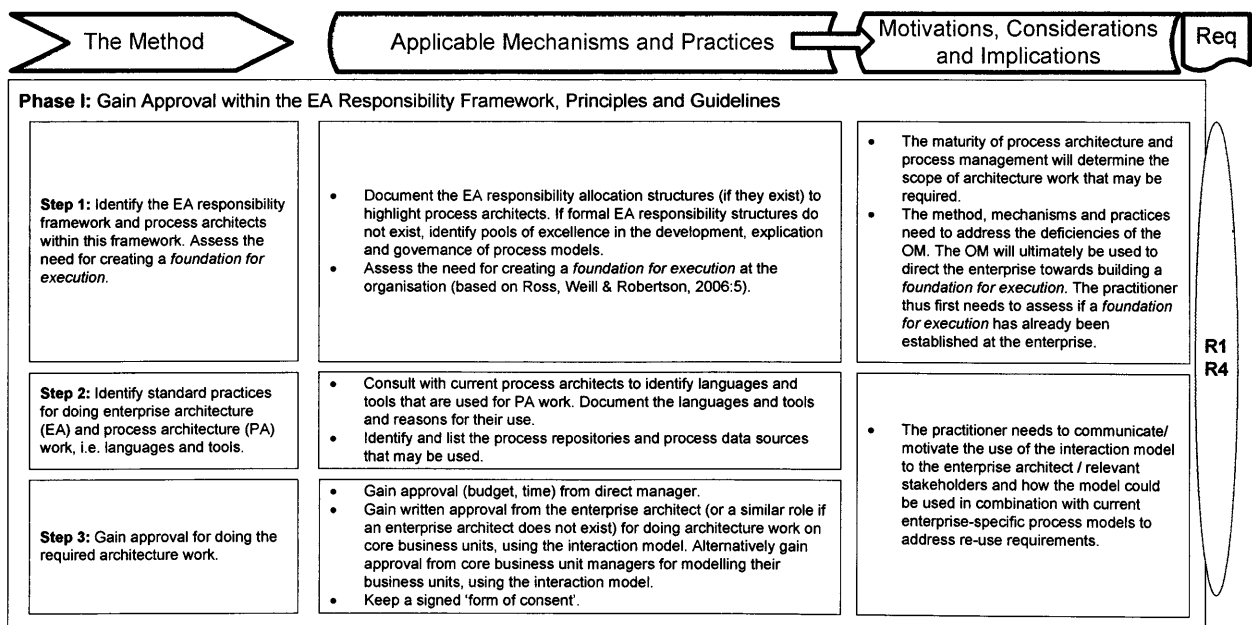 The Method
Applicable Mechanisms and Practices
Motivations, Considerations
and Implications
Req
Phase I: Gain Approval within the EA Responsibility Framework, Principles and Guidelines
Step 1: Identify the EA responsibility
framework and process architects
within this framework. Assess the
need for creating a foundation for
execution.
• Document the EA responsibility allocation structures (if they exist) to
highlight process architects. If formal EA responsibility structures do
not exist, identify pools of excellence in the development, explication
and governance of process models.
• Assess the need for creating a foundation for execution at the
organisation (based on Ross, Weill & Robertson, 2006:5).
• The maturity of process architecture and
process management will determine the
scope of architecture work that may be
required.
• The method, mechanisms and practices
need to address the deficiencies of the
OM. The OM will ultimately be used to
direct the enterprise towards building a
foundation for execution. The practitioner
thus first needs to assess if a foundation
for execution has already been
established at the enterprise.
R1
R4
Step 2: Identify standard practices
for doing enterprise architecture
(EA) and process architecture (PA)
work, i.e. languages and tools.
• Consult with current process architects to identify languages and
tools that are used for PA work. Document the languages and tools
and reasons for their use.
• Identify and list the process repositories and process data sources
that may be used.
• The practitioner needs to communicate/
motivate the use of the interaction model
to the enterprise architect / relevant
stakeholders and how the model could
be used in combination with current
enterprise-specific process models to
address re-use requirements.
Step 3: Gain approval for doing the
required architecture work.
• Gain approval (budget, time) from direct manager.
• Gain written approval from the enterprise architect (or a similar role if
an enterprise architect does not exist) for doing architecture work on
core business units, using the interaction model. Alternatively gain
approval from core business unit managers for modelling their
business units, using the interaction model.
• Keep a signed ‘form of consent’.